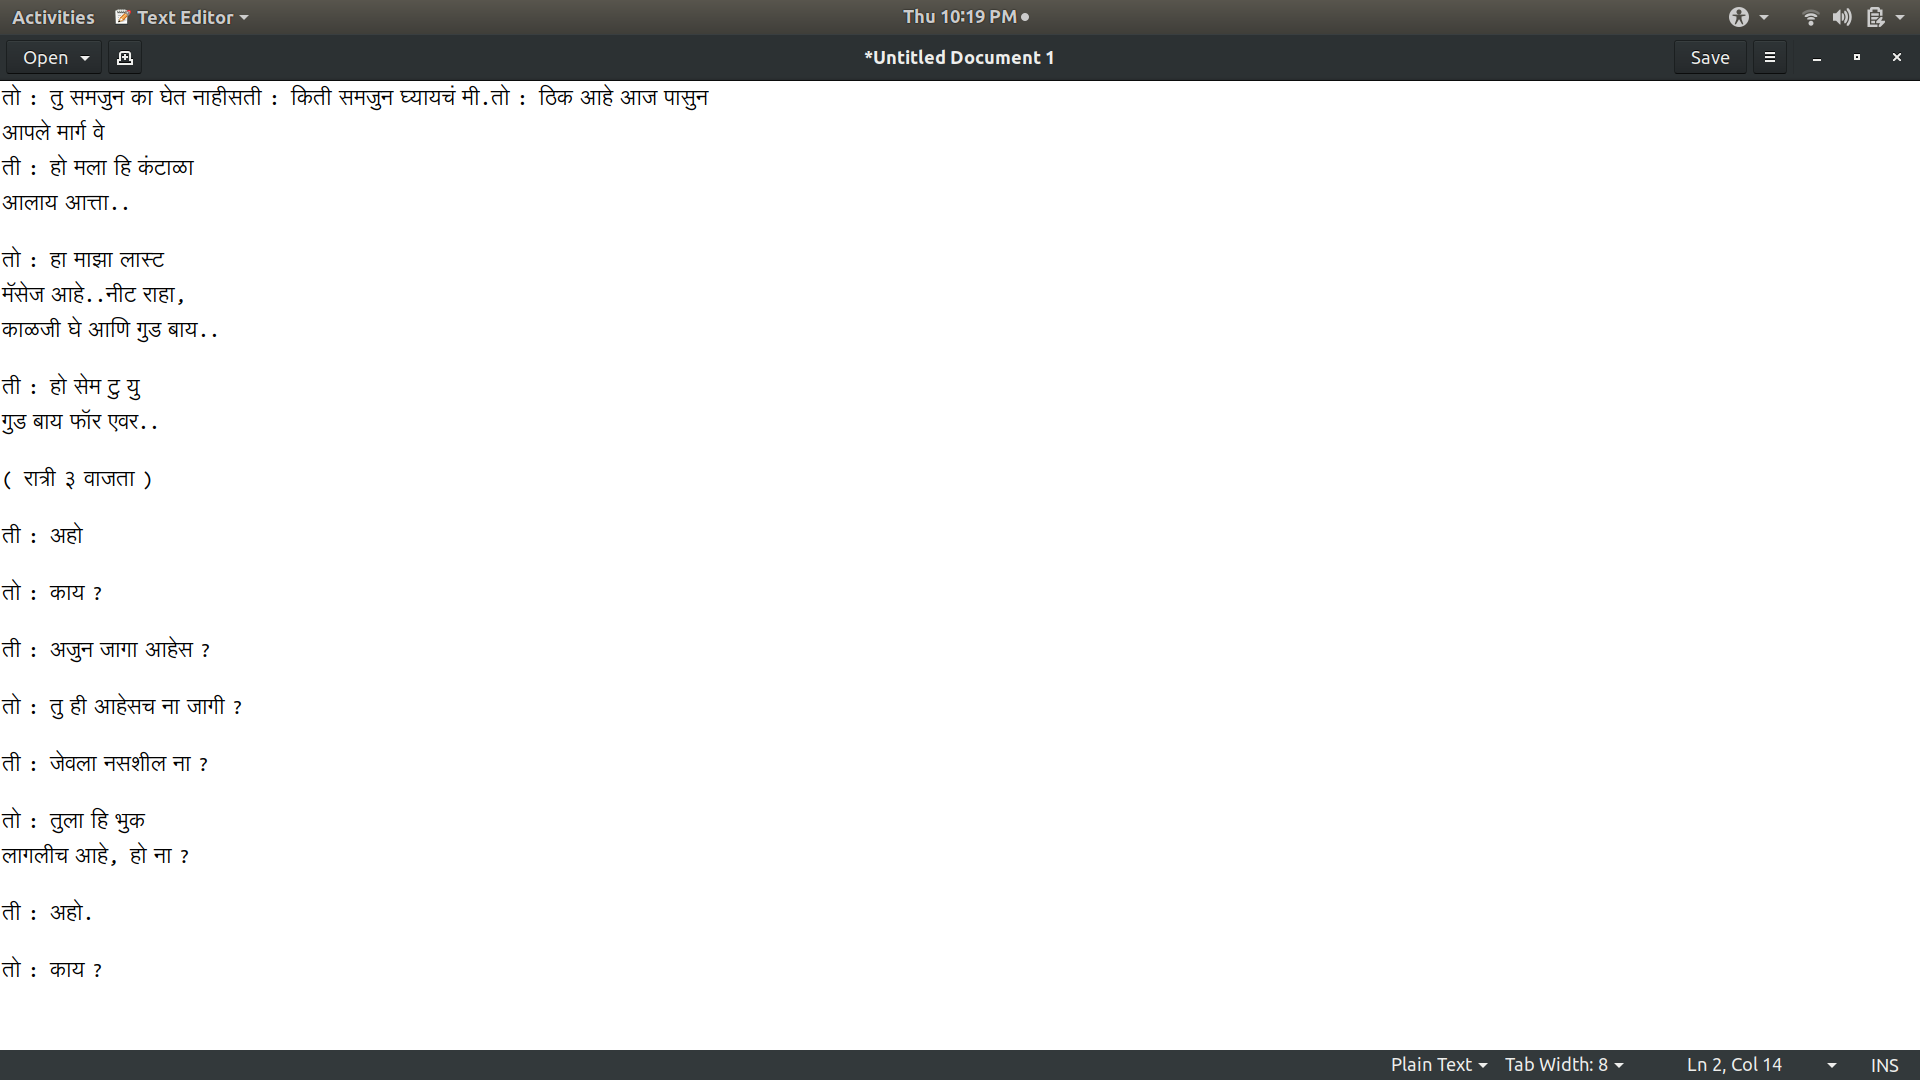 Activities Text Editor Thu 10:19 PM
Open *Untitled Document 1 Save
तो : तु समजुन का घेत नाहीसती : किती समजुन घ्यायचं मी.तो : ठिक आहे आज पासुन
आपले मार्ग वे
ती : हो मला हि कंटाळा
आलाय आत्ता..
तो : हा माझा लास्ट
मॅसेज आहे..नीट राहा,
काळजी घे आणि गुड बाय..
ती : हो सेम टु यु
गुड बाय फॉर एवर..
( रात्री ३ वाजता )
ती : अहो
तो : काय ?
ती : अजुन जागा आहेस ?
तो : तु ही आहेसच ना जागी ?
ती : जेवला नसशील ना ?
तो : तुला हि भुक
लागलीच आहे, हो ना ?
ती : अहो.
तो : काय ?
Plain Text Tab Width: 8 Ln 2, Col 14 INS